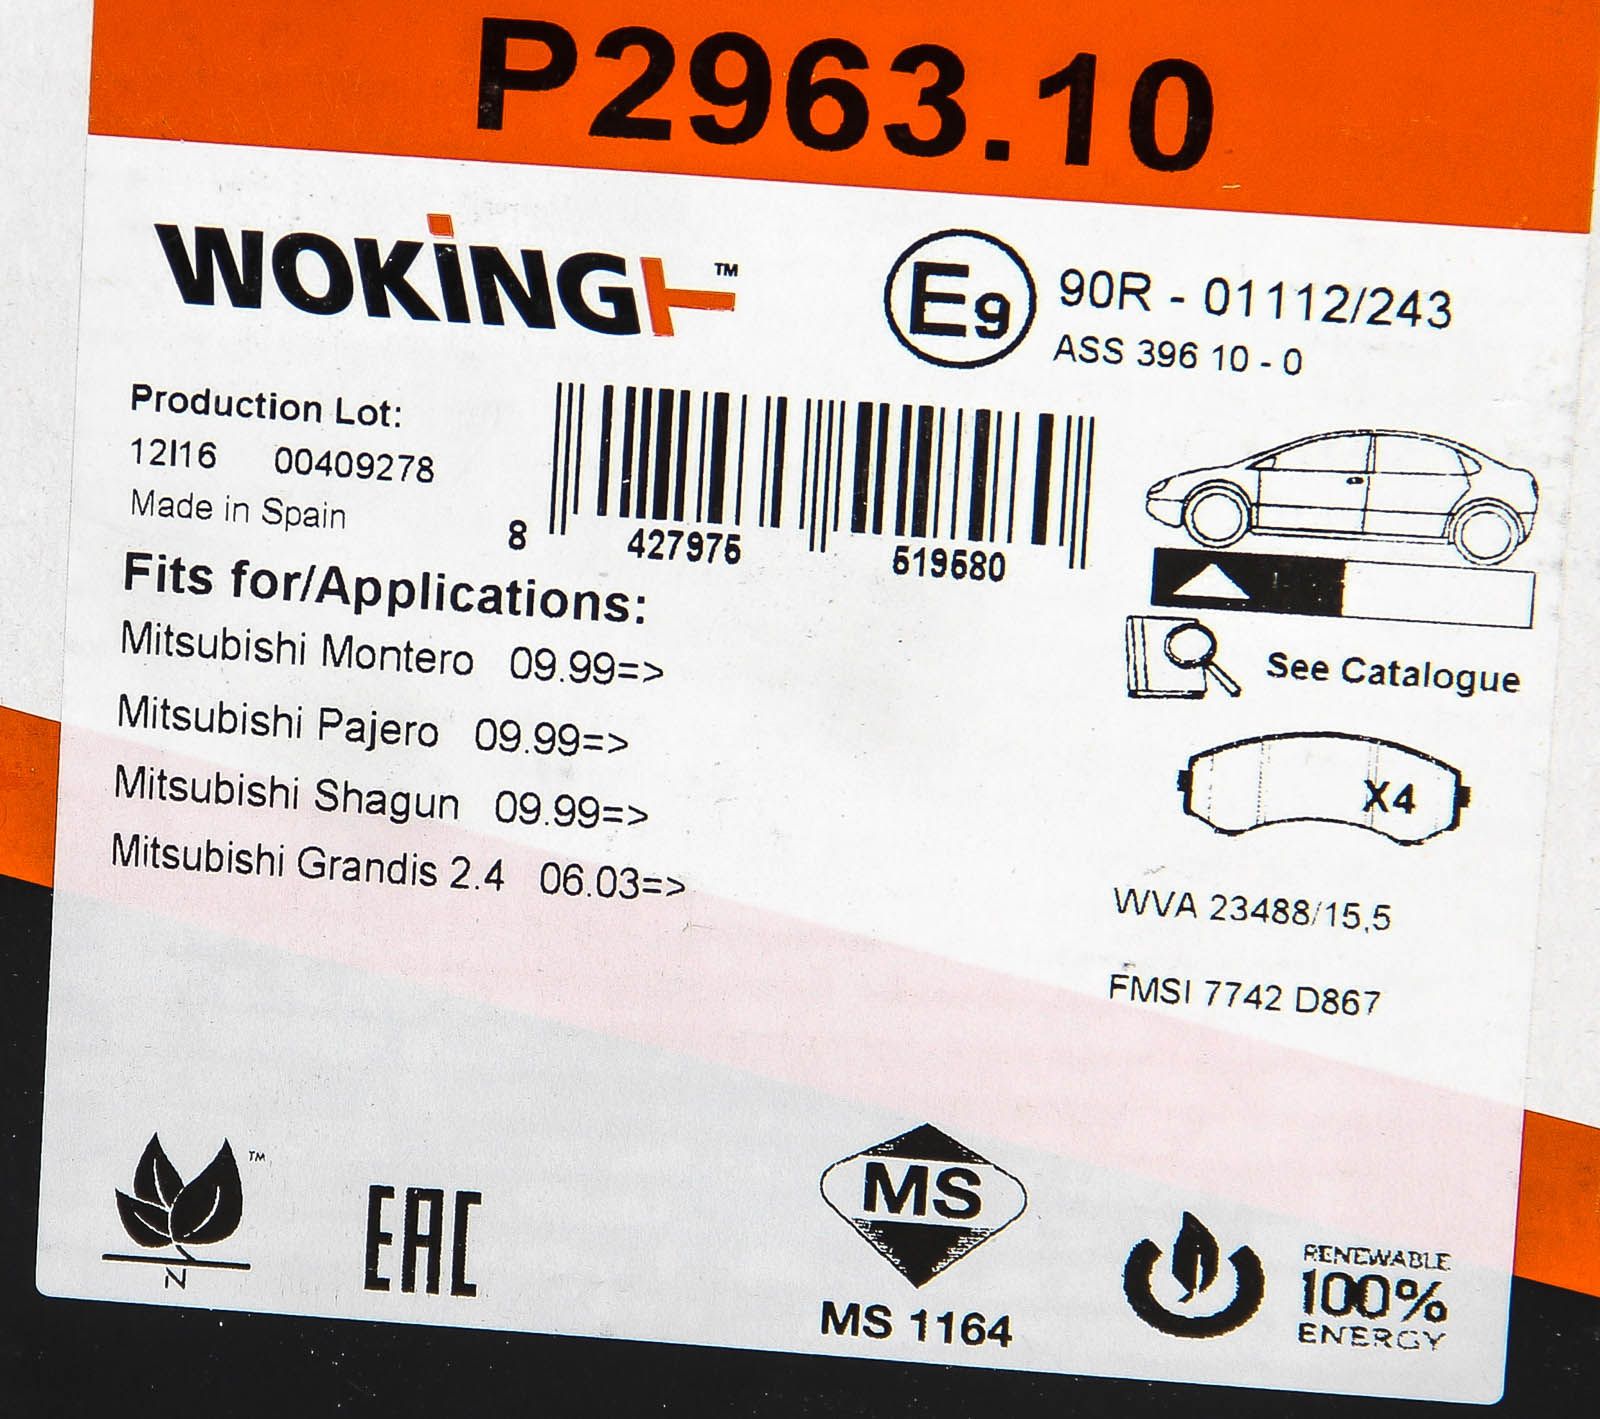 P2963.10
WOKiNG™
E9
90R - 01112/243
ASS 396 10 - 0
Production Lot:
12I16 00409278
Made in Spain
8 427975 519580
Fits for/Applications:
Mitsubishi Montero 09.99=>
Mitsubishi Pajero 09.99=>
Mitsubishi Shagun 09.99=>
Mitsubishi Grandis 2.4 06.03=>
See Catalogue
X4
WVA 23488/15,5
FMSI 7742 D867
™
N
EAC
MS
MS 1164
RENEWABLE
100%
ENERGY